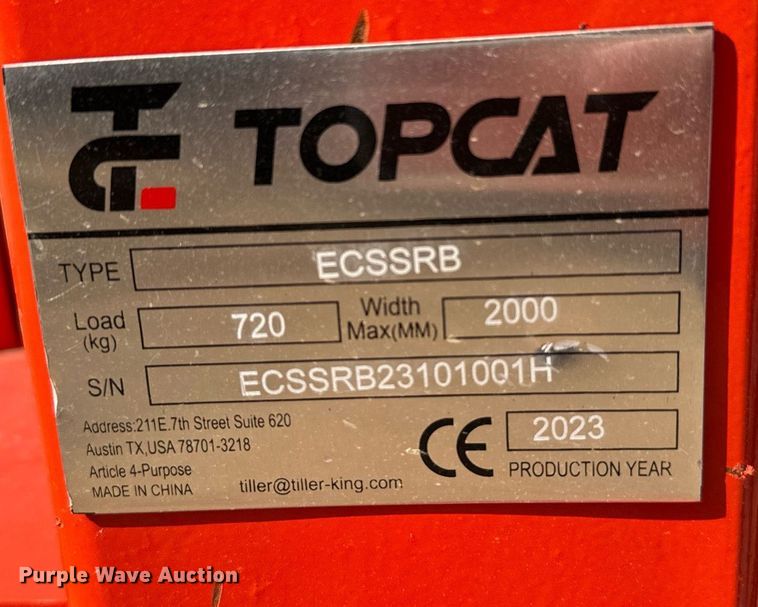 TOPCAT
TYPE ECSSRB
Load (kg) 720 Width Max(MM) 2000
S/N ECSSRB23101001H
Address:211E.7th Street Suite 620
Austin TX,USA 78701-3218
Article 4-Purpose
MADE IN CHINA
tiller@tiller-king.com
CE
2023
PRODUCTION YEAR
Purple Wave Auction